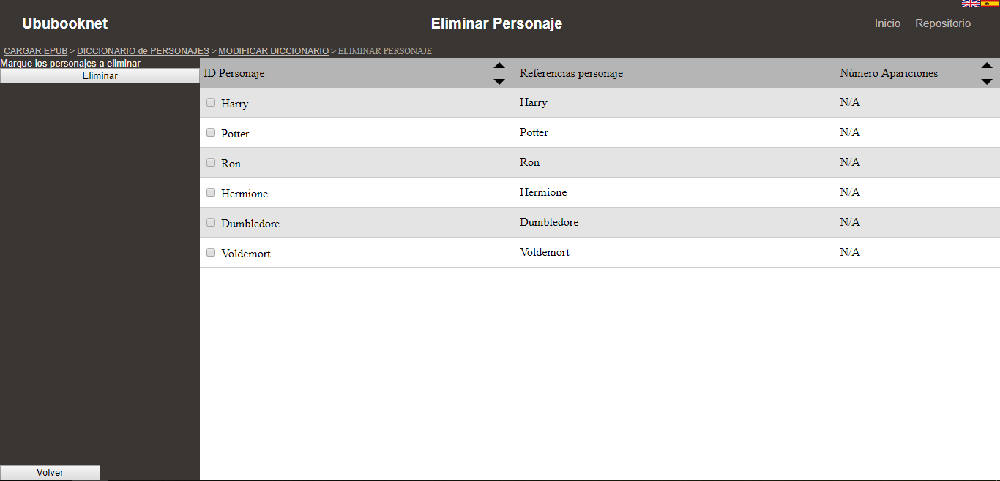 Ububooknet Eliminar Personaje Inicio Repositorio
CARGAR EPUB > DICCIONARIO de PERSONAJES > MODIFICAR DICCIONARIO > ELIMINAR PERSONAJE
Marque los personajes a eliminar
Eliminar
ID Personaje Referencias personaje Número Apariciones
Harry Harry N/A
Potter Potter N/A
Ron Ron N/A
Hermione Hermione N/A
Dumbledore Dumbledore N/A
Voldemort Voldemort N/A
Volver